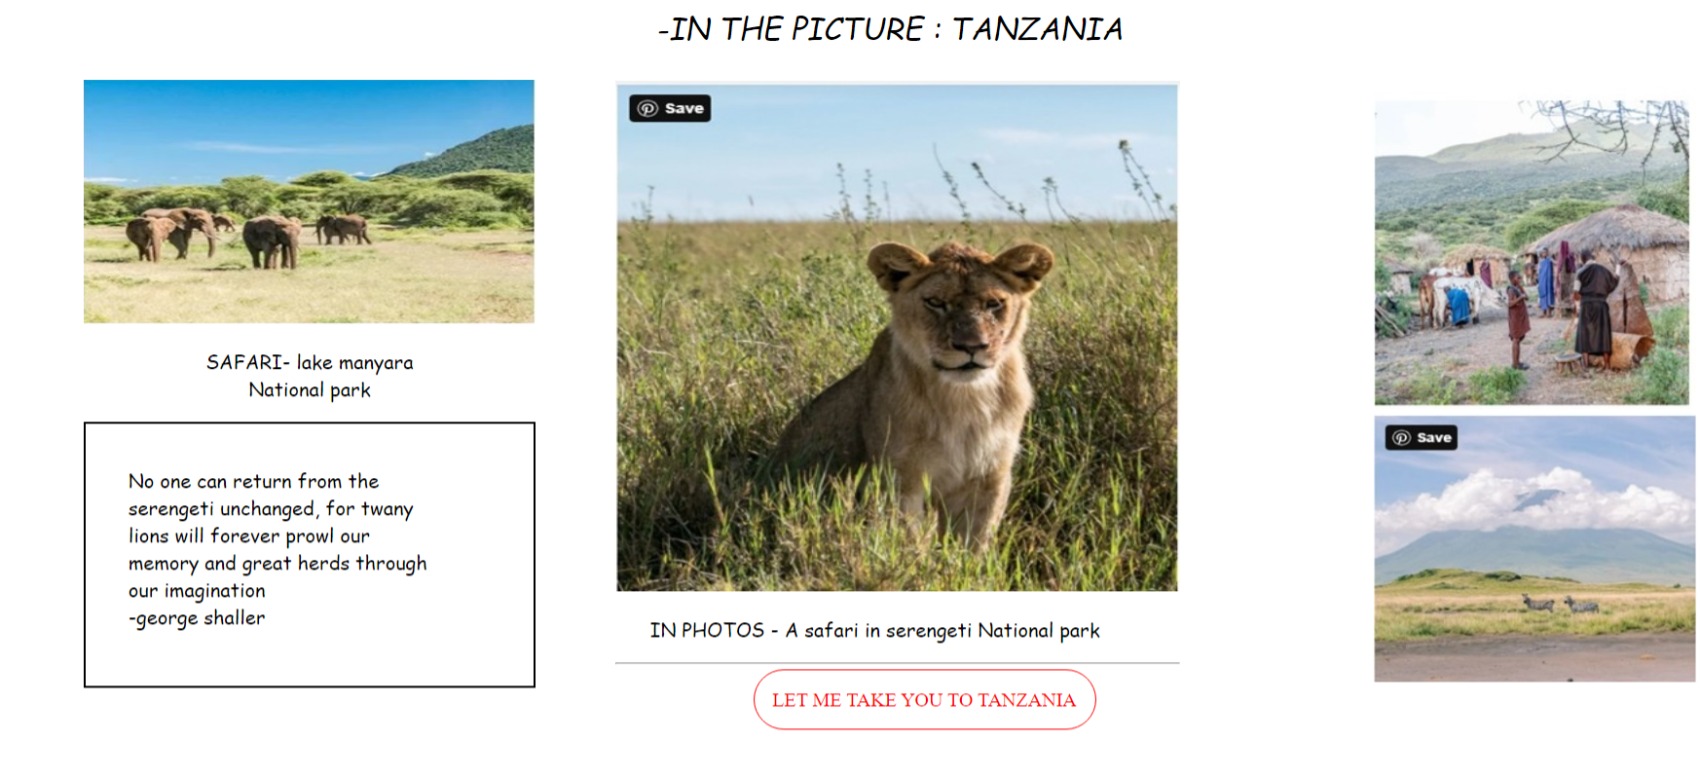 -IN THE PICTURE : TANZANIA
SAFARI- lake manyara
National park
No one can return from the
serengeti unchanged, for twany
lions will forever prowl our
memory and great herds through
our imagination
-george shaller
Save
IN PHOTOS - A safari in serengeti National park
LET ME TAKE YOU TO TANZANIA
Save